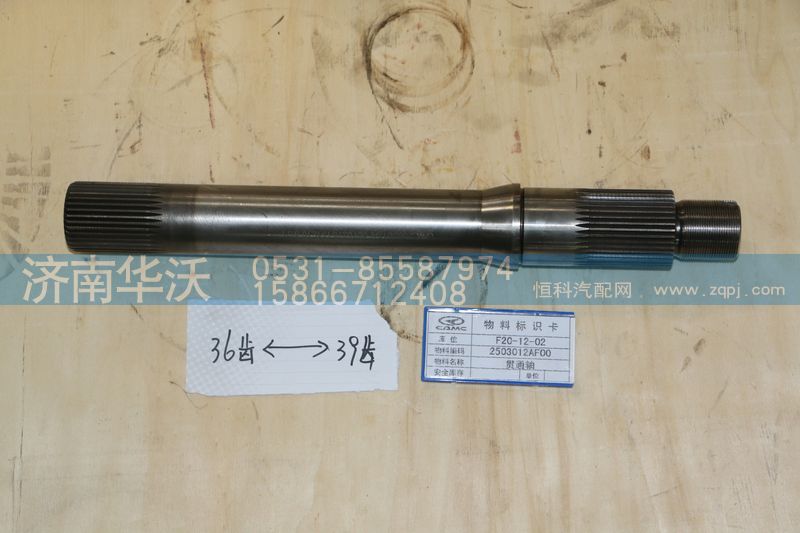 济南华沃
0531-85587974
15866712408
恒科汽配网 www.zqpj.com
36齿 ←→ 39齿
CAMC 物料标识卡
库位 F2C-12-02
物料编码 2503012AF00
物料名称 贯通轴
安全库存 单位